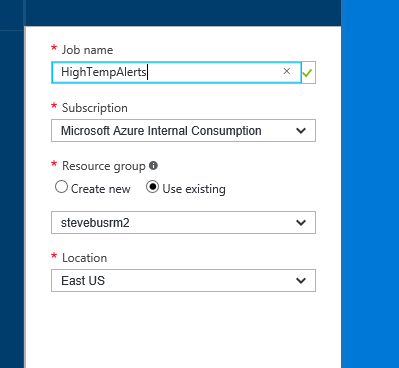 * Job name
HighTempAlerts
* Subscription
Microsoft Azure Internal Consumption
* Resource group
Create new Use existing
stevebusrm2
* Location
East US